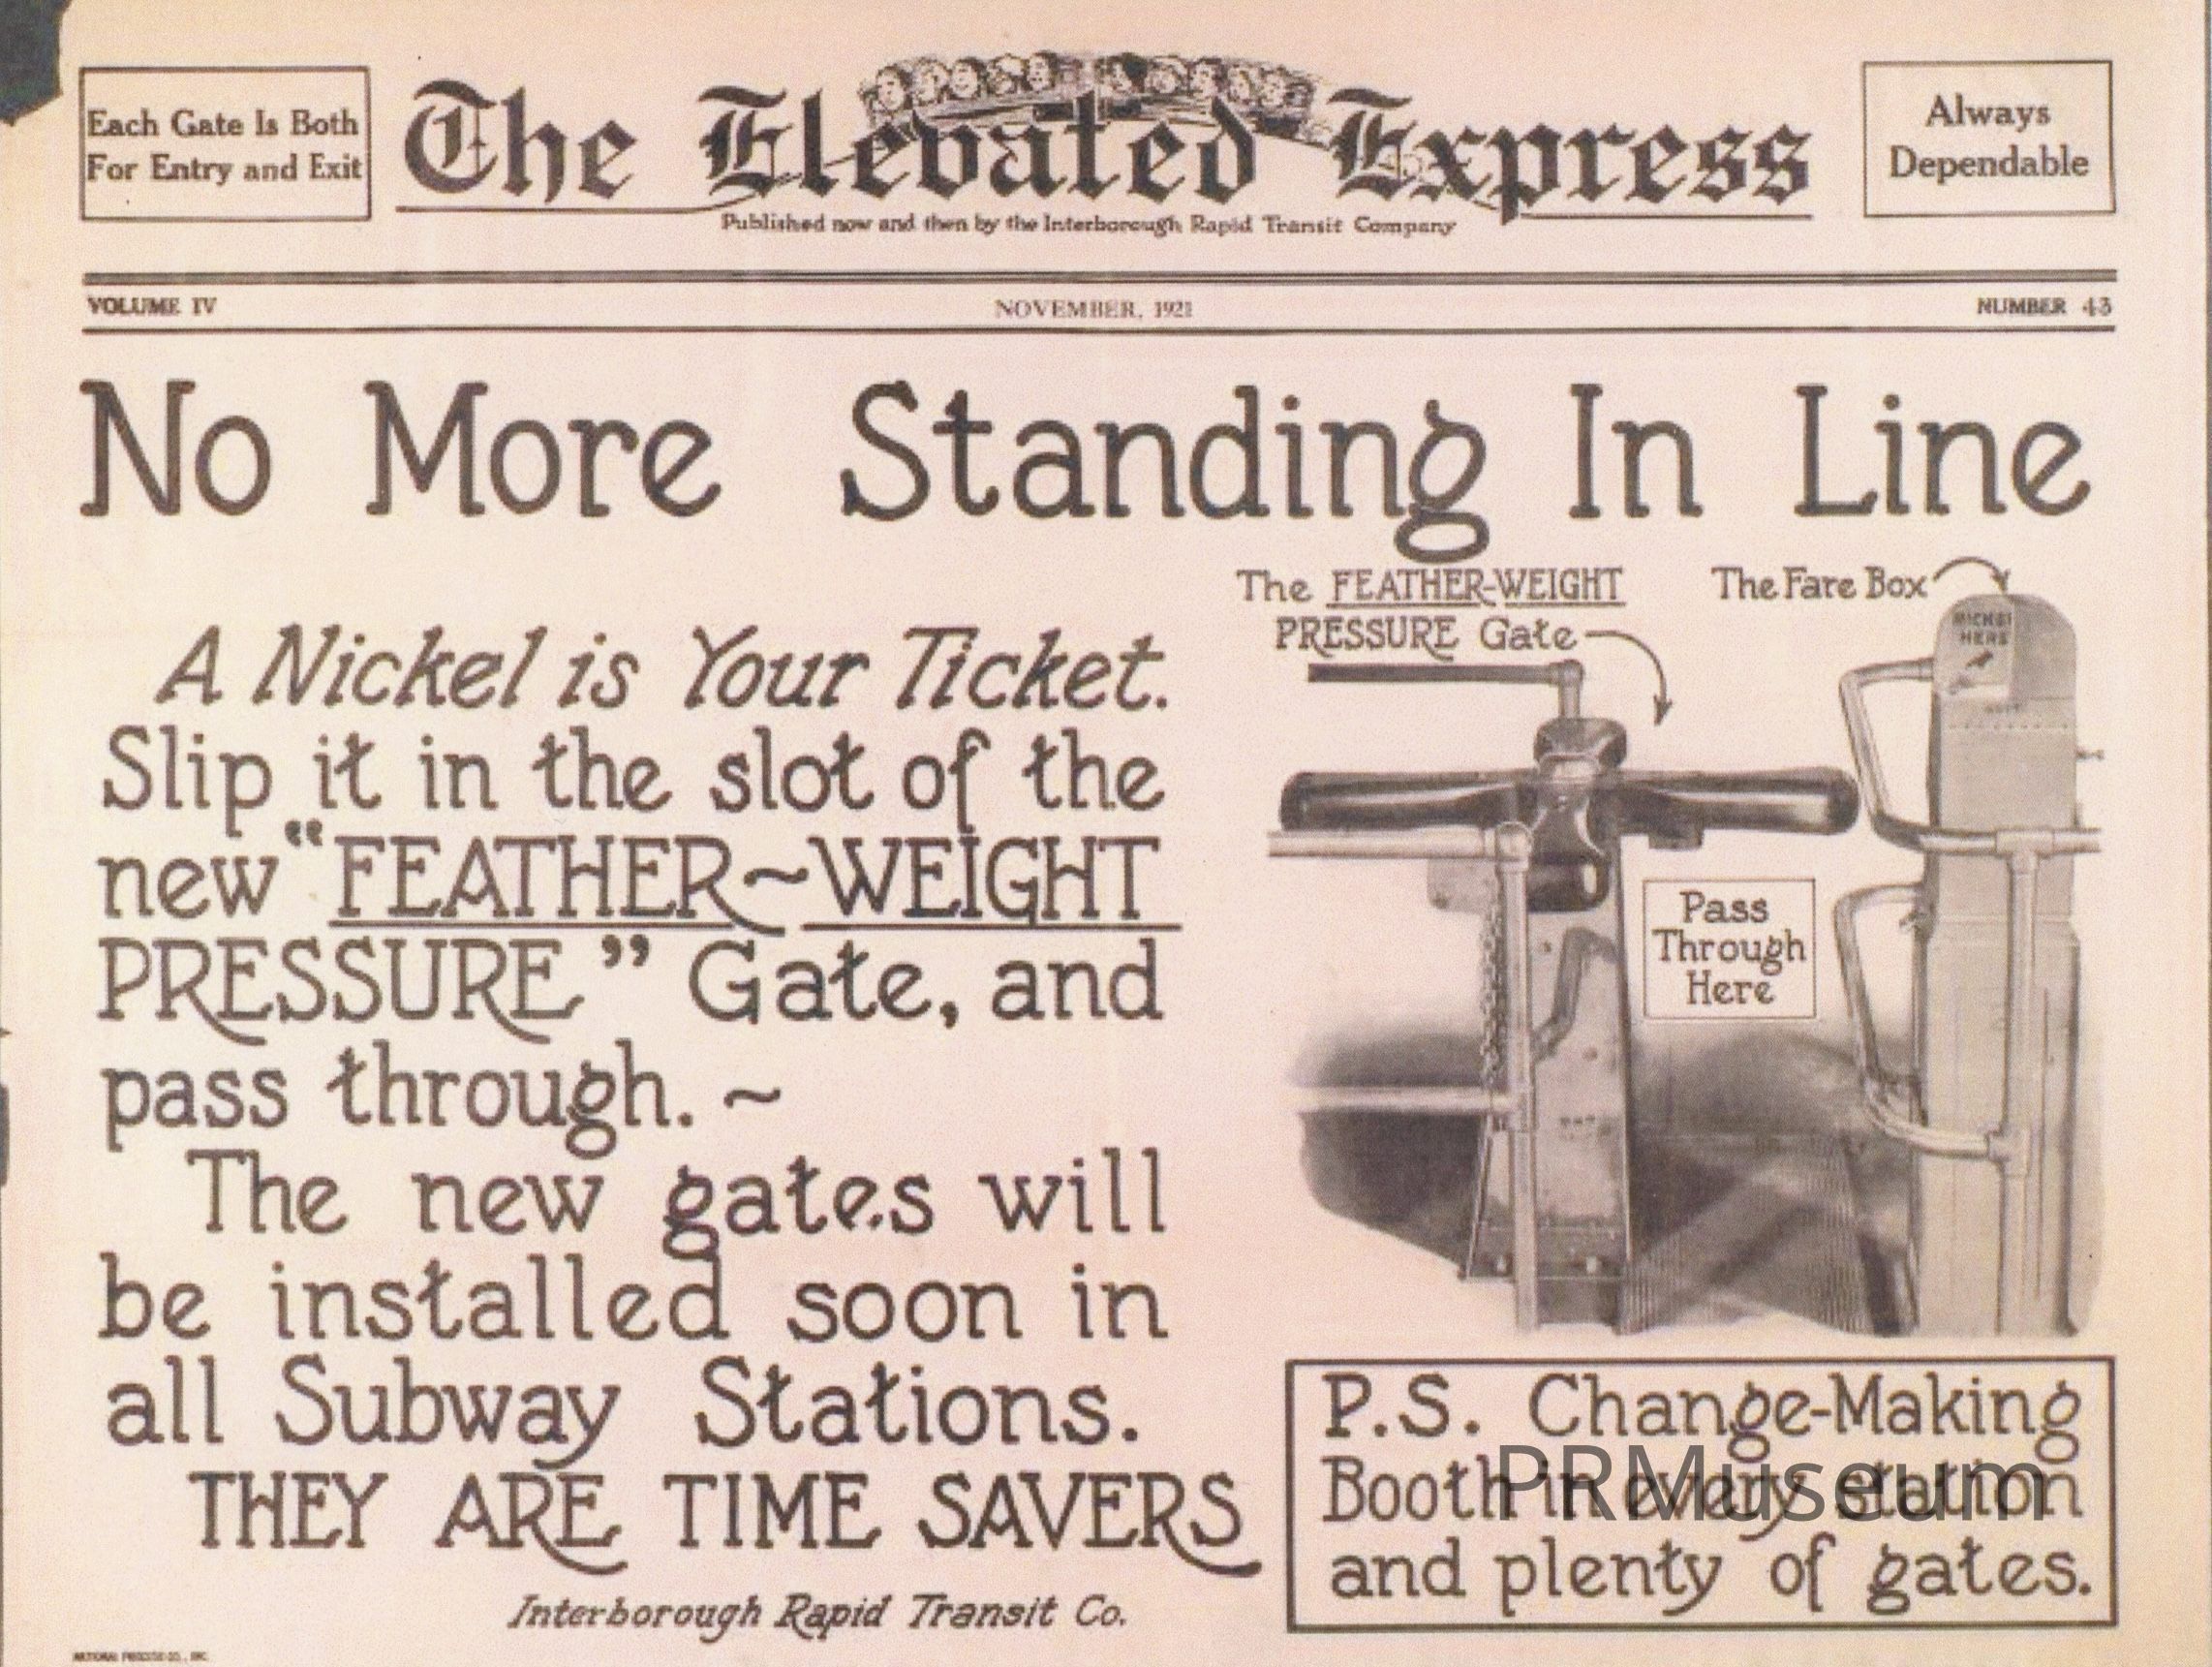 Each Gate Is Both
For Entry and Exit
The Elevated Express
Always
Dependable
Published now and then by the Interborough Rapid Transit Company
VOLUME IV
NOVEMBER, 1921
NUMBER 43
No More Standing In Line
A Nickel is Your Ticket.
Slip it in the slot of the
new "FEATHER~WEIGHT
PRESSURE" Gate, and
pass through. ~
The new gates will
be installed soon in
all Subway Stations.
THEY ARE TIME SAVERS
Interborough Rapid Transit Co.
The FEATHER-WEIGHT
PRESSURE Gate
The Fare Box
NICKEL
HERE
Pass
Through
Here
P.S. Change-Making
Booth in every station
and plenty of gates.
PRMuseum
NATIONAL PROCESS CO., INC.